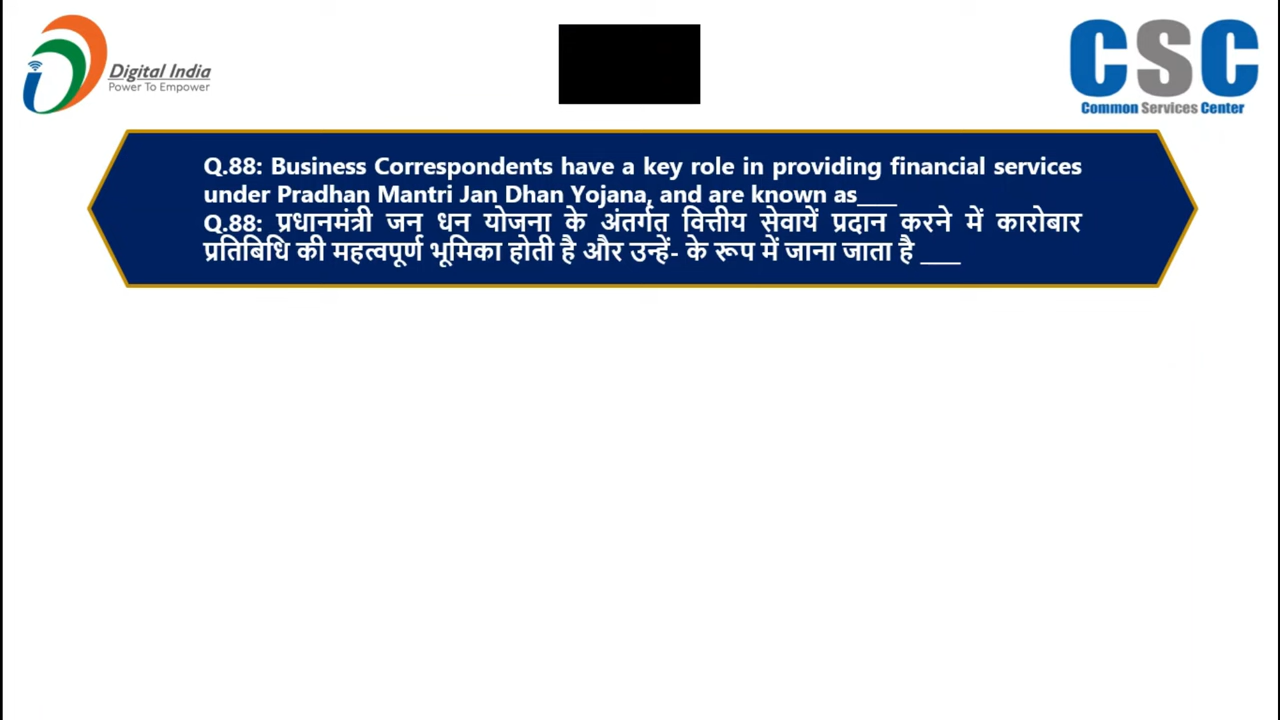 Digital India
Power To Empower
CSC
Common Services Center
Q.88: Business Correspondents have a key role in providing financial services
under Pradhan Mantri Jan Dhan Yojana, and are known as____
Q.88: प्रधानमंत्री जन धन योजना के अंतर्गत वित्तीय सेवायें प्रदान करने में कारोबार
प्रतिबिधि की महत्वपूर्ण भूमिका होती है और उन्हें- के रूप में जाना जाता है ____